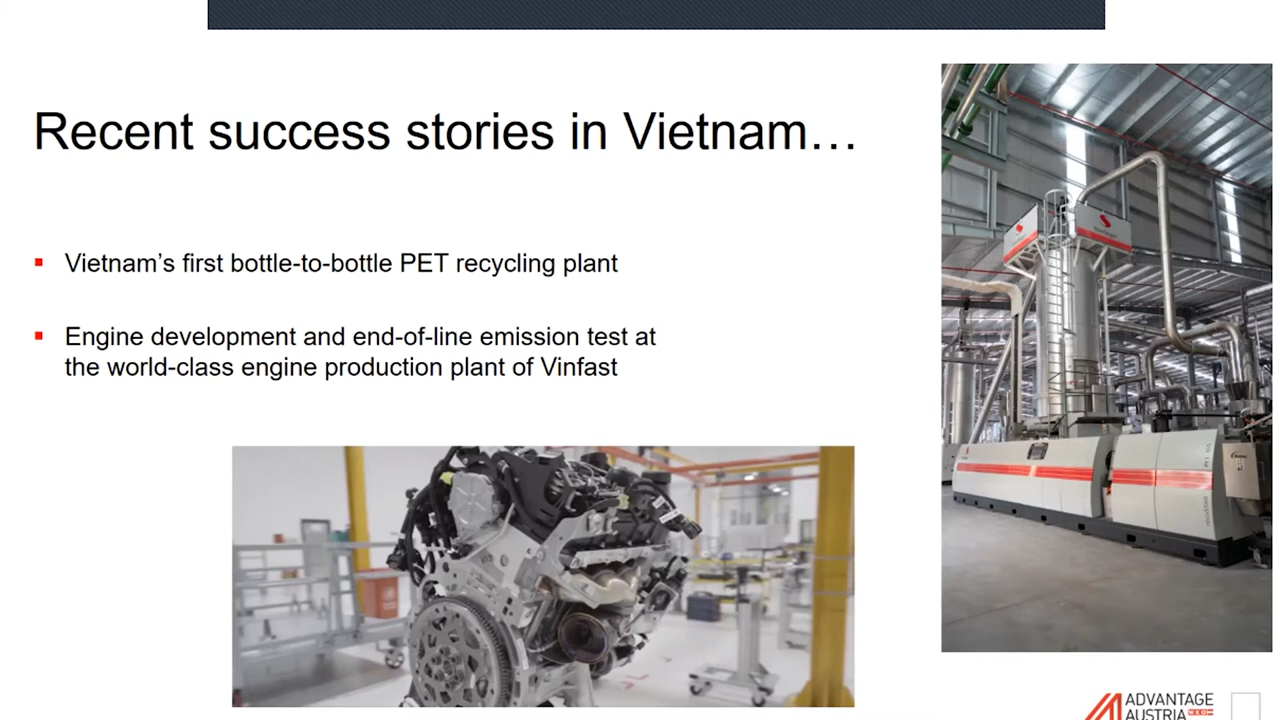 Recent success stories in Vietnam…
Vietnam’s first bottle-to-bottle PET recycling plant
Engine development and end-of-line emission test at
the world-class engine production plant of Vinfast
ADVANTAGE
AUSTRIA